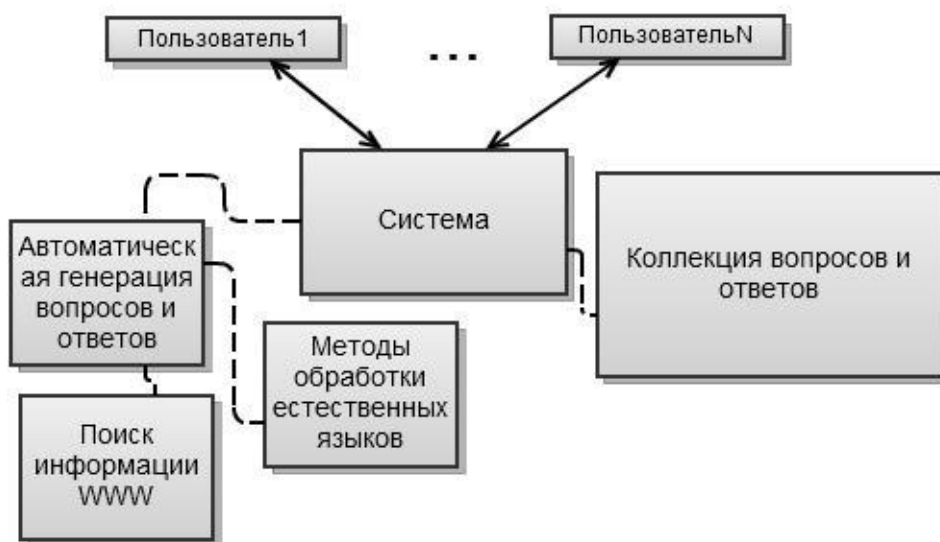 Пользователь1
...
ПользовательN
Система
Автоматическ
ая генерация
вопросов и
ответов
Коллекция вопросов и
ответов
Методы
обработки
естественных
языков
Поиск
информации
WWW